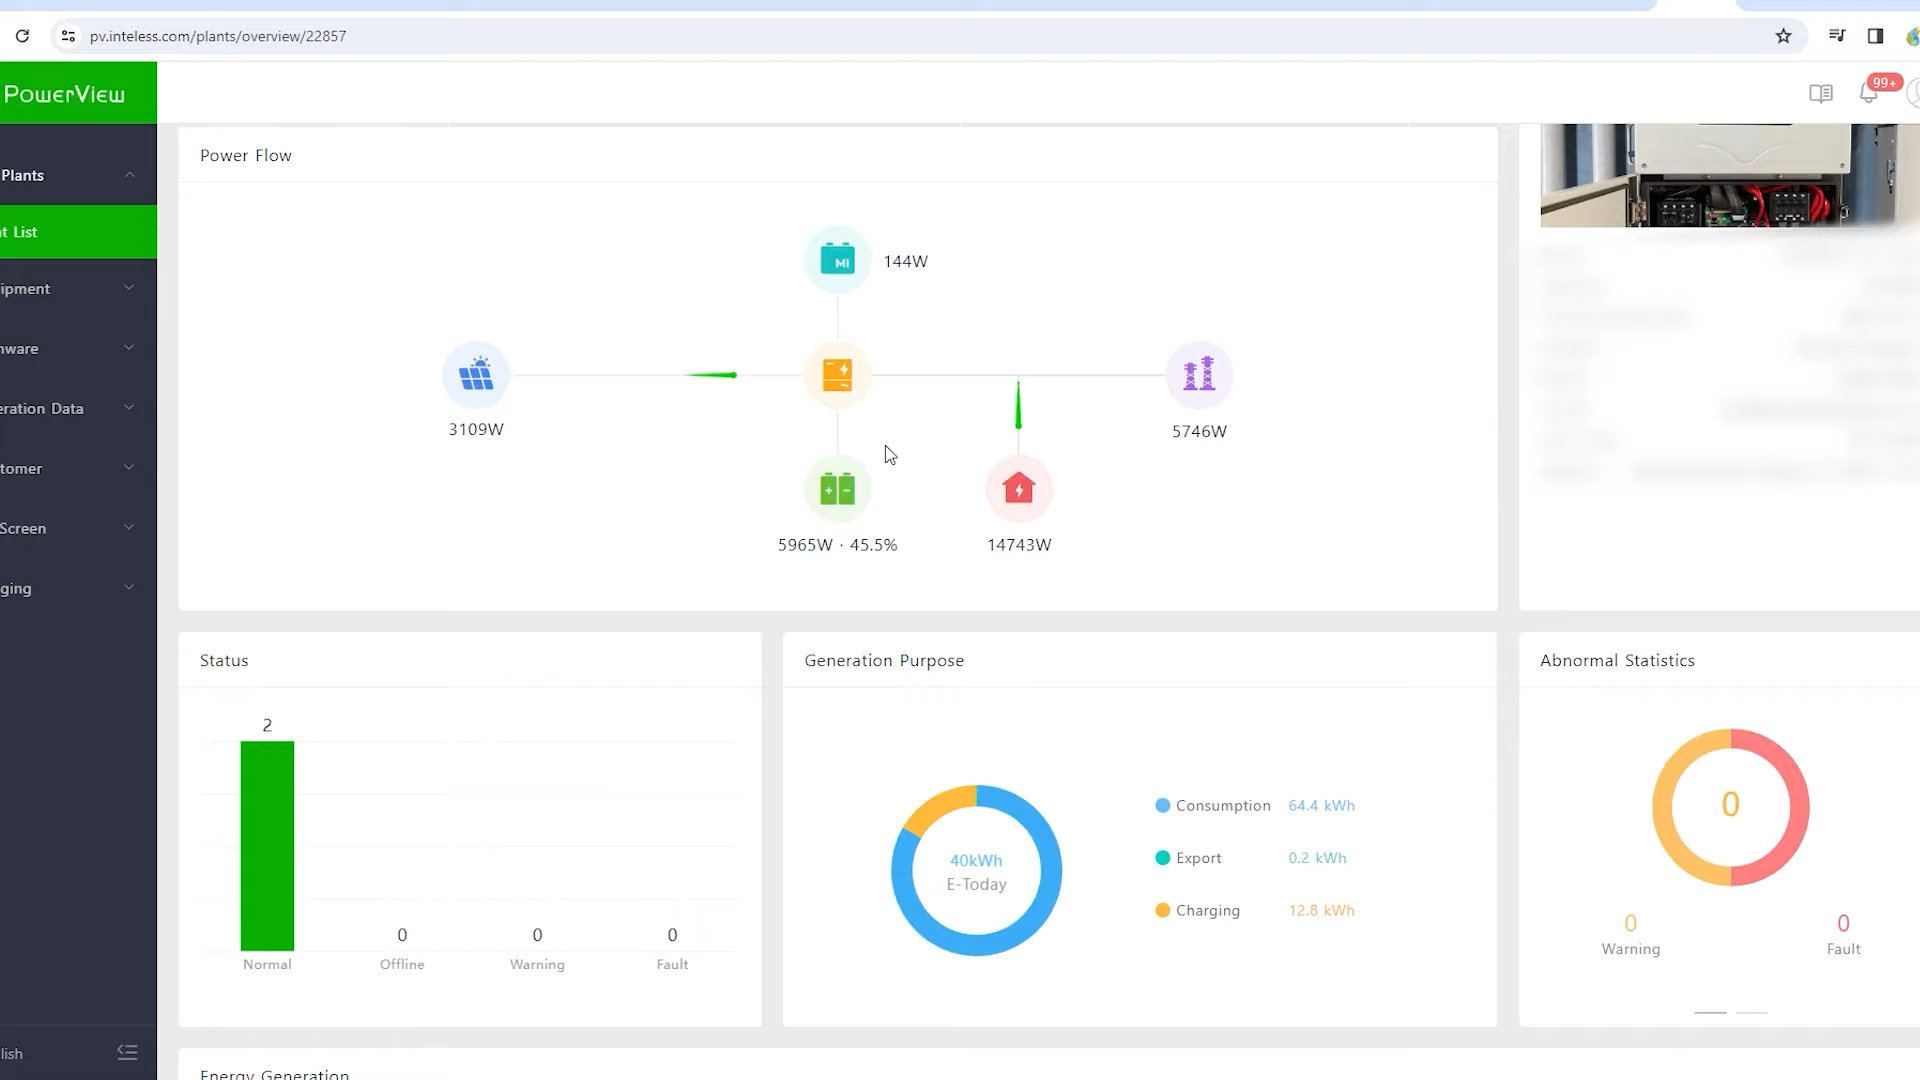 pv.inteless.com/plants/overview/22857
PowerView
99+
Plants
t List
ipment
ware
eration Data
tomer
Screen
ging
lish
Power Flow
MI
144W
3109W
5746W
5965W · 45.5%
14743W
Status
2
0
0
0
Normal
Offline
Warning
Fault
Generation Purpose
40kWh
E-Today
Consumption 64.4 kWh
Export 0.2 kWh
Charging 12.8 kWh
Abnormal Statistics
0
0
Warning
0
Fault
Energy Generation